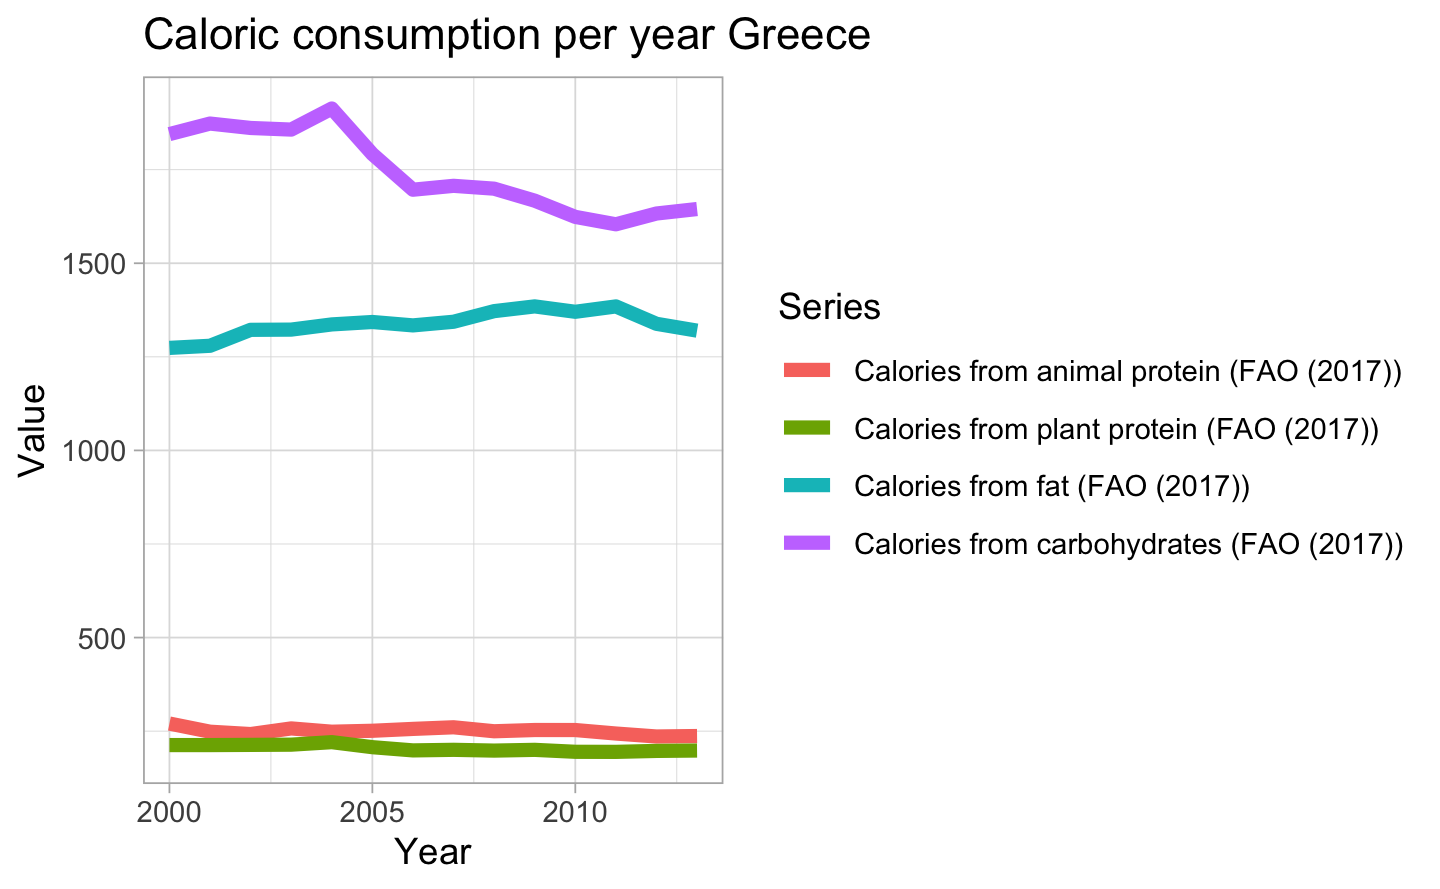 Caloric consumption per year Greece
Value
1500
1000
500
2000 2005 2010
Year
Series
Calories from animal protein (FAO (2017))
Calories from plant protein (FAO (2017))
Calories from fat (FAO (2017))
Calories from carbohydrates (FAO (2017))